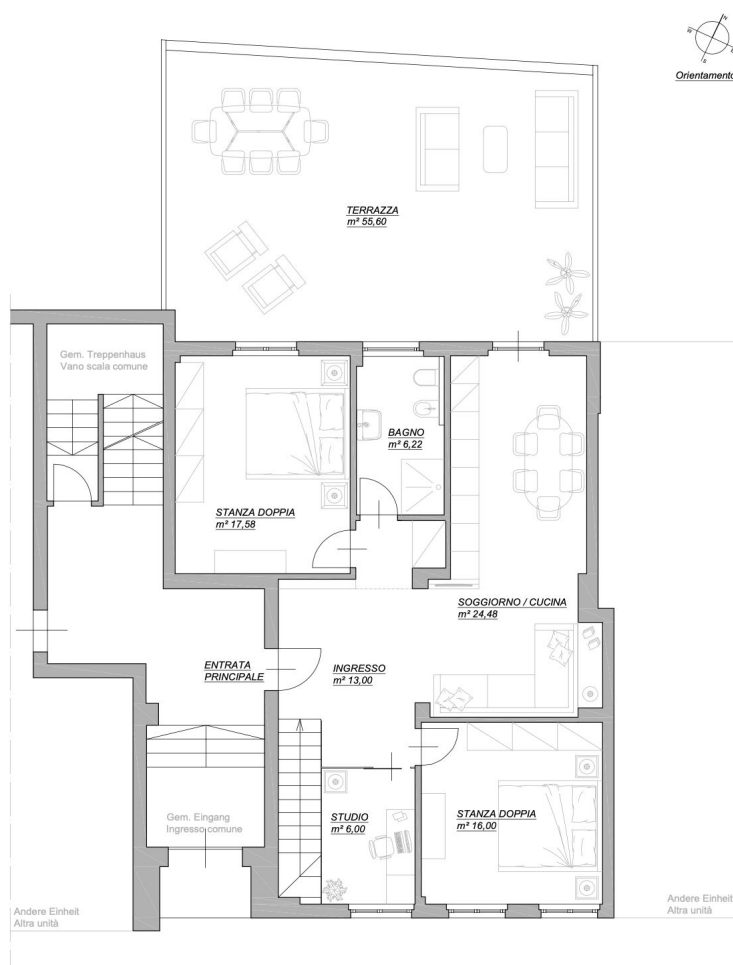 N
W
S
Orientamento
TERRAZZA
m² 55,60
Gem. Treppenhaus
Vano scala comune
BAGNO
m² 6,22
STANZA DOPPIA
m² 17,58
SOGGIORNO / CUCINA
m² 24,48
ENTRATA
PRINCIPALE
INGRESSO
m² 13,00
Gem. Eingang
Ingresso comune
STUDIO
m² 6,00
STANZA DOPPIA
m² 16,00
Andere Einheit
Altra unità
Andere Einheit
Altra unità